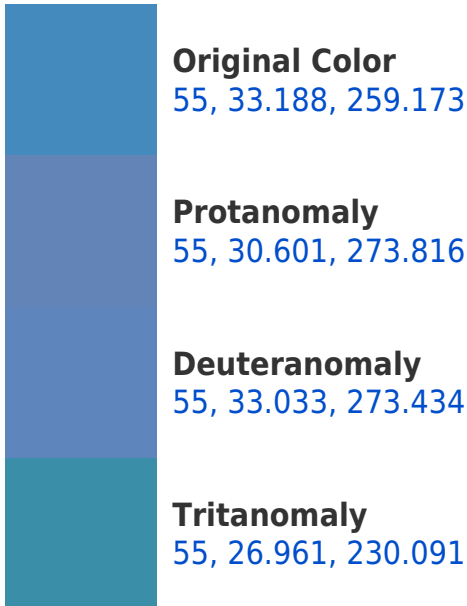 Original Color
55, 33.188, 259.173
Protanomaly
55, 30.601, 273.816
Deuteranomaly
55, 33.033, 273.434
Tritanomaly
55, 26.961, 230.091